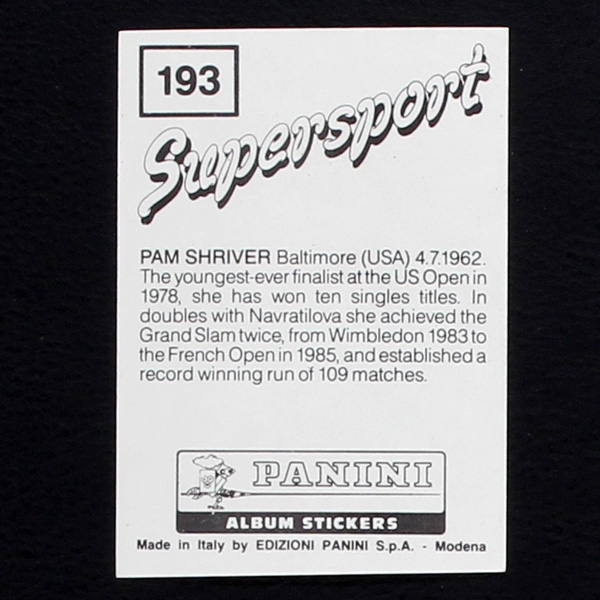 193
Supersport
PAM SHRIVER Baltimore (USA) 4.7.1962.
The youngest-ever finalist at the US Open in
1978, she has won ten singles titles. In
doubles with Navratilova she achieved the
Grand Slam twice, from Wimbledon 1983 to
the French Open in 1985, and established a
record winning run of 109 matches.
PANINI
ALBUM STICKERS
Made in Italy by EDIZIONI PANINI S.p.A. - Modena